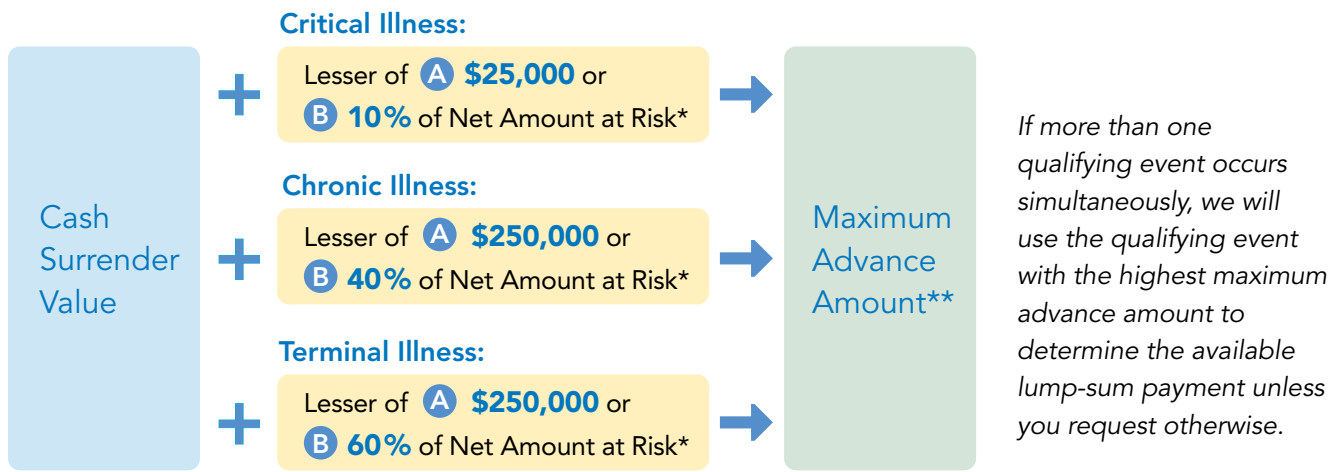 Critical Illness:
Lesser of A $25,000 or
B 10% of Net Amount at Risk*
Chronic Illness:
Cash
Surrender
Value
Lesser of A $250,000 or
B 40% of Net Amount at Risk*
Maximum
Advance
Amount**
Terminal Illness:
Lesser of A $250,000 or
B 60% of Net Amount at Risk*
If more than one
qualifying event occurs
simultaneously, we will
use the qualifying event
with the highest maximum
advance amount to
determine the available
lump-sum payment unless
you request otherwise.